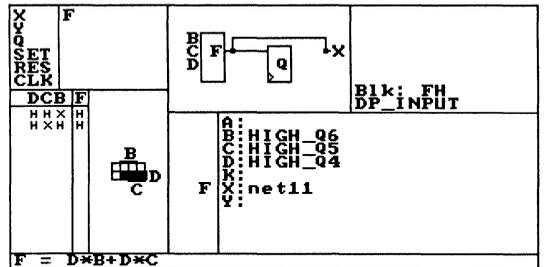 X F
Y
Q
SET
RES
CLK
B
C F X
D Q
Blk: FH
DP_INPUT
DCB F
HHX H
HXH H
B
D
C
A:
B: HIGH_Q6
C: HIGH_Q5
D: HIGH_Q4
K:
F X: net11
Y:
F = D*B+D*C